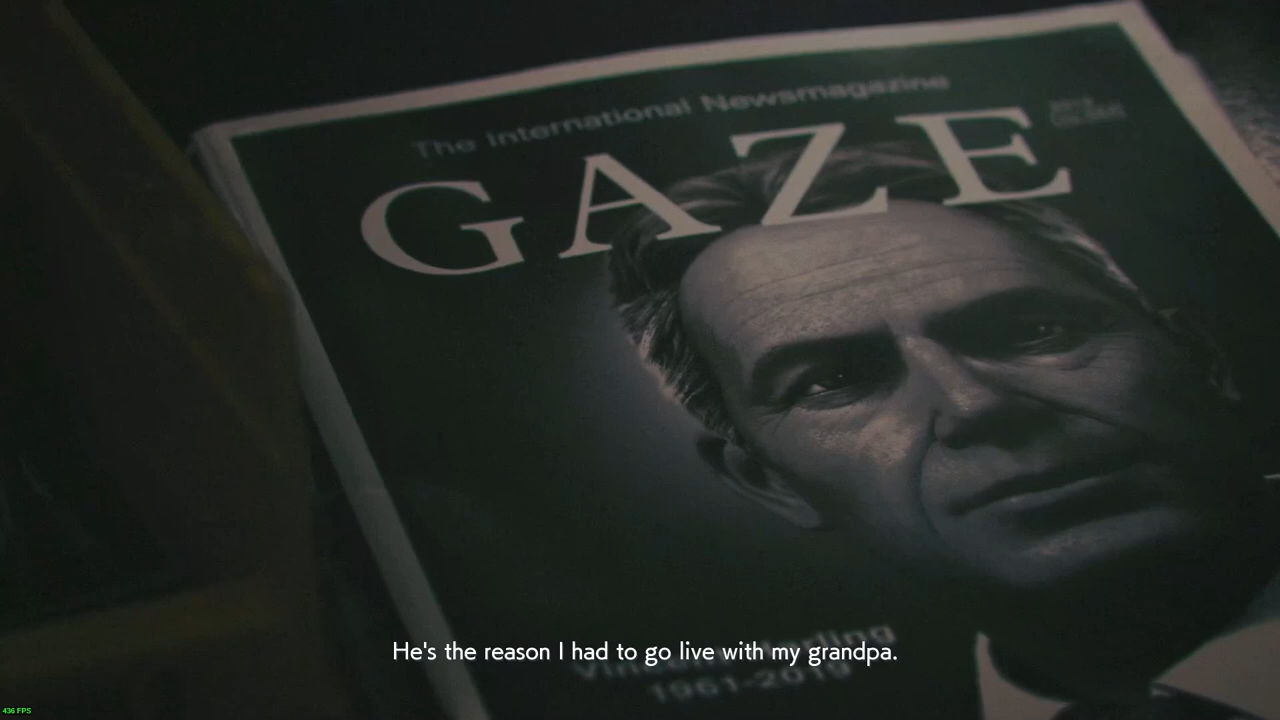 The International Newsmagazine
GAZE
He's the reason I had to go live with my grandpa.
1961-2019
436 FPS